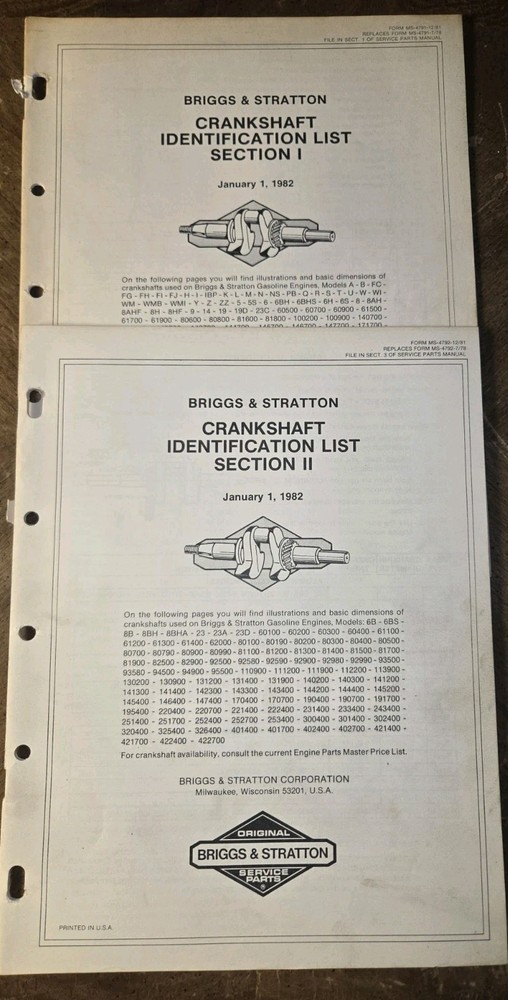 FORM MS-4791-12/81
REPLACES FORM MS-4791-7/79
FILE IN SECT. 1 OF SERVICE PARTS MANUAL
BRIGGS & STRATTON
CRANKSHAFT
IDENTIFICATION LIST
SECTION I
January 1, 1982
On the following pages you will find illustrations and basic dimensions of
crankshafts used on Briggs & Stratton Gasoline Engines, Models A - B - FC -
FG - FH - FI - FJ - H - I - IBP - K - L - M - N - NS - PB - Q - R - S - T - U - W - WI -
WM - WMB - WMI - Y - Z - ZZ - 5 - 5S - 6 - 6BH - 6BHS - 6H - 6S - 8 - 8AH -
8AHF - 8H - 8HF - 9 - 14 - 19 - 19D - 23C - 60500 - 60700 - 60900 - 61500 -
61700 - 61900 - 80600 - 80800 - 81600 - 81800 - 100200 - 100900 - 140700 -
FORM MS-4792-12/81
REPLACES FORM MS-4792-7/79
FILE IN SECT. 3 OF SERVICE PARTS MANUAL
BRIGGS & STRATTON
CRANKSHAFT
IDENTIFICATION LIST
SECTION II
January 1, 1982
On the following pages you will find illustrations and basic dimensions of
crankshafts used on Briggs & Stratton Gasoline Engines, Models: 6B - 6BS -
8B - 8BH - 8BHA - 23 - 23A - 23D - 60100 - 60200 - 60300 - 60400 - 61100 -
61200 - 61300 - 61400 - 62000 - 80100 - 80190 - 80200 - 80300 - 80400 - 80500 -
80700 - 80790 - 80900 - 80990 - 81100 - 81200 - 81300 - 81400 - 81500 - 81700 -
81900 - 82500 - 82900 - 92500 - 92580 - 92590 - 92900 - 92980 - 92990 - 93500 -
93580 - 94500 - 94900 - 95500 - 110900 - 111200 - 111900 - 112200 - 113900 -
130200 - 130900 - 131200 - 131400 - 131900 - 140200 - 140300 - 141200 -
141300 - 141400 - 142300 - 143300 - 143400 - 144200 - 144400 - 145200 -
145400 - 146400 - 147400 - 170400 - 170700 - 190400 - 190700 - 191700 -
195400 - 220400 - 220700 - 221400 - 222400 - 231400 - 233400 - 243400 -
251400 - 251700 - 252400 - 252700 - 253400 - 300400 - 301400 - 302400 -
320400 - 325400 - 326400 - 401400 - 401700 - 402400 - 402700 - 421400 -
421700 - 422400 - 422700
For crankshaft availability, consult the current Engine Parts Master Price List.
BRIGGS & STRATTON CORPORATION
Milwaukee, Wisconsin 53201, U.S.A.
ORIGINAL
BRIGGS & STRATTON
SERVICE
PARTS
®
PRINTED IN U.S.A.